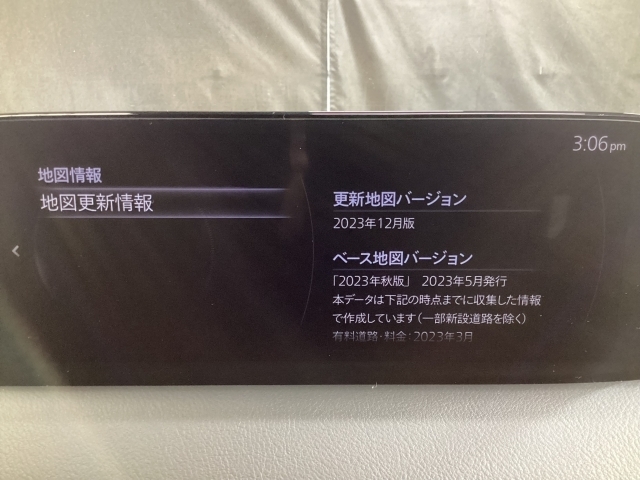 3:06pm
地図情報
地図更新情報
更新地図バージョン
2023年12月版
ベース地図バージョン
「2023年秋版」 2023年5月発行
本データは下記の時点までに収集した情報
で作成しています（一部新設道路を除く）
有料道路・料金：2023年3月